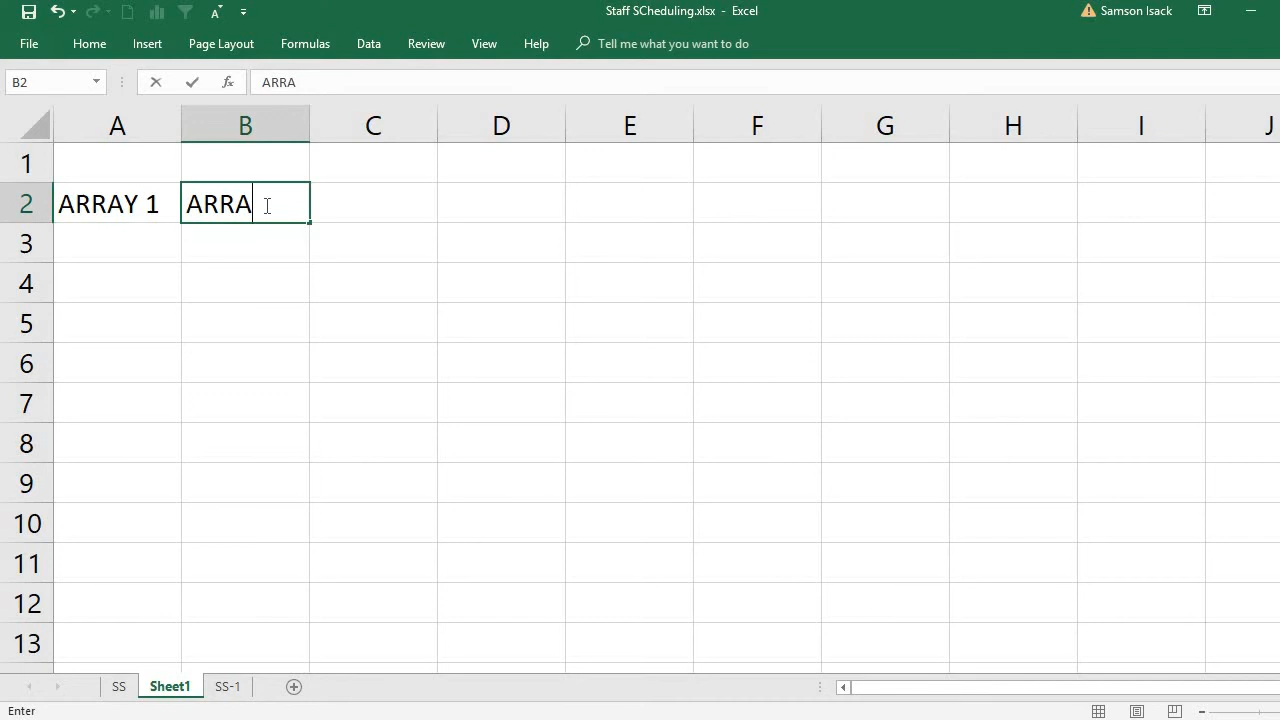 Staff SCheduling.xlsx - Excel
Samson Isack
File Home Insert Page Layout Formulas Data Review View Help Tell me what you want to do
B2 fx ARRA
A B C D E F G H I J
1
2 ARRAY 1 ARRA
3
4
5
6
7
8
9
10
11
12
13
SS Sheet1 SS-1
Enter